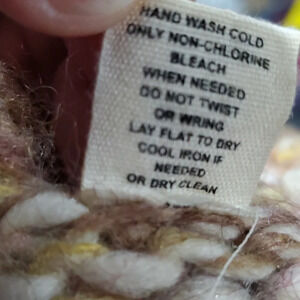 HAND WASH COLD
ONLY NON-CHLORINE
BLEACH
WHEN NEEDED
DO NOT TWIST
OR WRING
LAY FLAT TO DRY
COOL IRON IF
NEEDED
OR DRY CLEAN